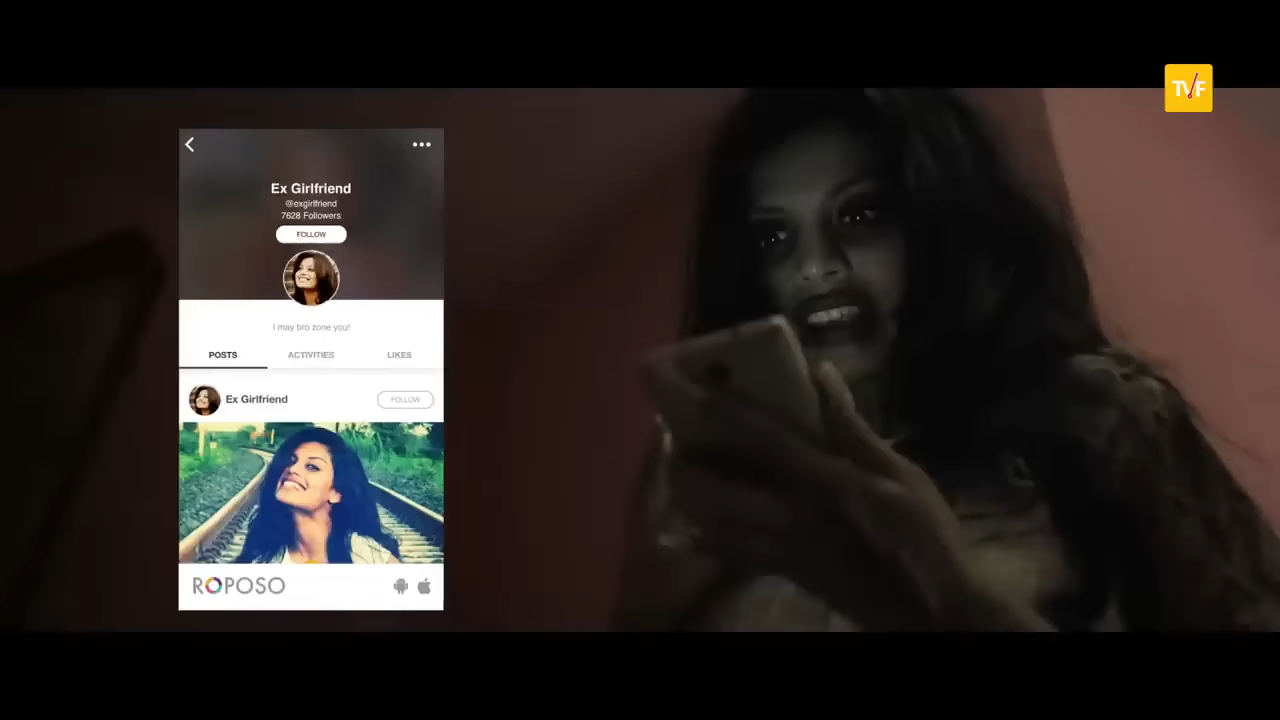 TVF
Ex Girlfriend
@exgirlfriend
7628 Followers
FOLLOW
I may bro zone you!
POSTS ACTIVITIES LIKES
Ex Girlfriend FOLLOW
ROPOSO